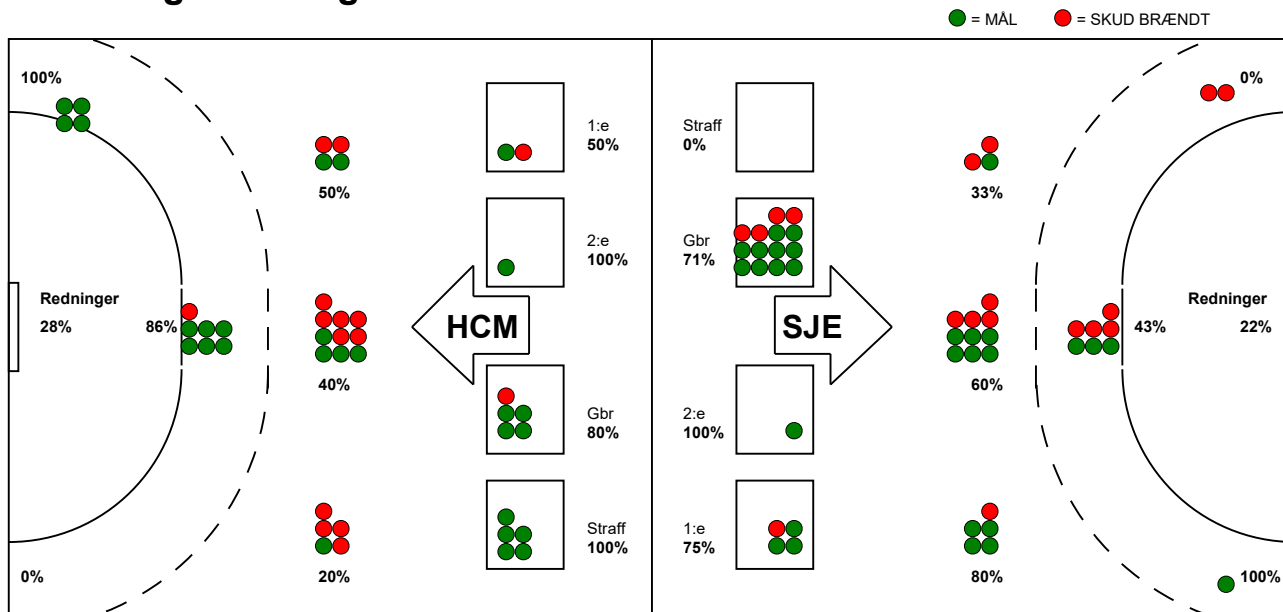 = MÅL
= SKUD BRÆNDT
100%
50%
Redninger
28%
86%
40%
0%
20%
1:e
50%
2:e
100%
HCM
Gbr
80%
Straff
100%
Straff
0%
Gbr
71%
SJE
2:e
100%
1:e
75%
0%
33%
Redninger
43%
22%
60%
80%
100%